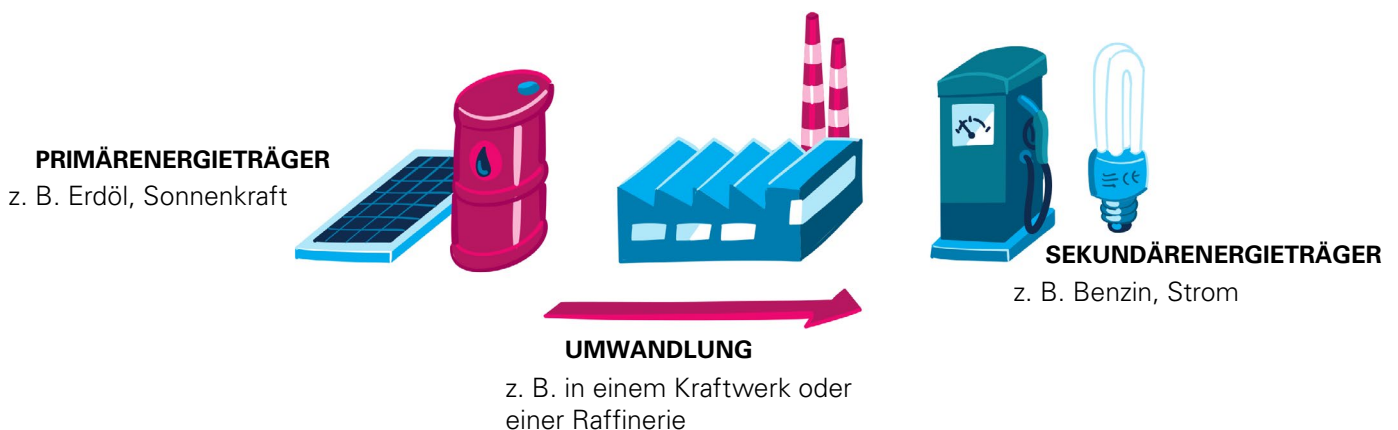 PRIMÄRENERGIETRÄGER
z. B. Erdöl, Sonnenkraft
UMWANDLUNG
z. B. in einem Kraftwerk oder
einer Raffinerie
SEKUNDÄRENERGIETRÄGER
z. B. Benzin, Strom